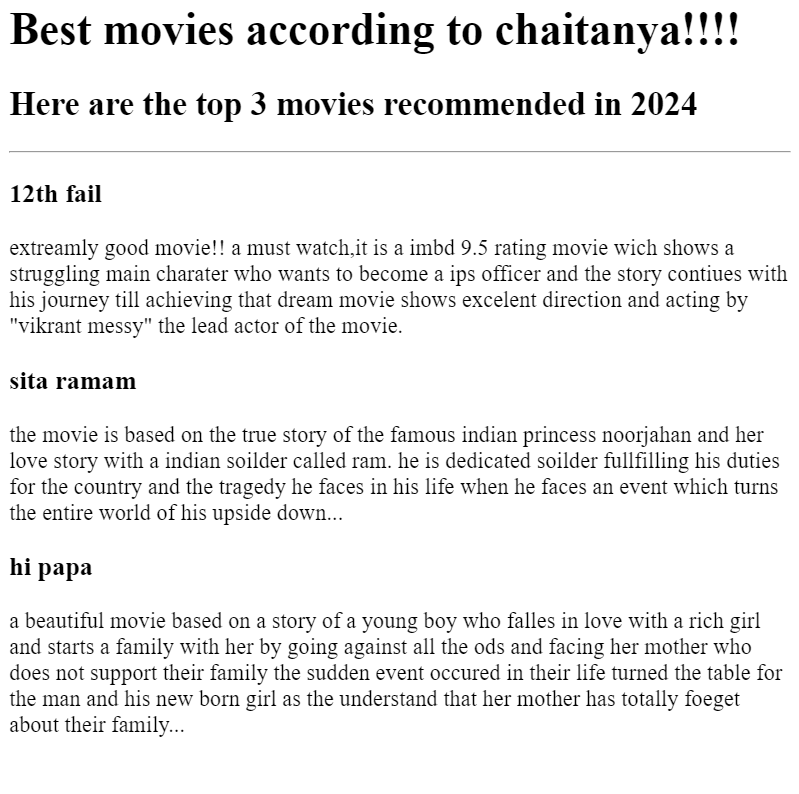 Best movies according to chaitanya!!!!
Here are the top 3 movies recommended in 2024
12th fail
extreamly good movie!! a must watch,it is a imbd 9.5 rating movie wich shows a
struggling main charater who wants to become a ips officer and the story contiues with
his journey till achieving that dream movie shows excelent direction and acting by
"vikrant messy" the lead actor of the movie.
sita ramam
the movie is based on the true story of the famous indian princess noorjahan and her
love story with a indian soilder called ram. he is dedicated soilder fullfilling his duties
for the country and the tragedy he faces in his life when he faces an event which turns
the entire world of his upside down...
hi papa
a beautiful movie based on a story of a young boy who falles in love with a rich girl
and starts a family with her by going against all the ods and facing her mother who
does not support their family the sudden event occured in their life turned the table for
the man and his new born girl as the understand that her mother has totally foeget
about their family...